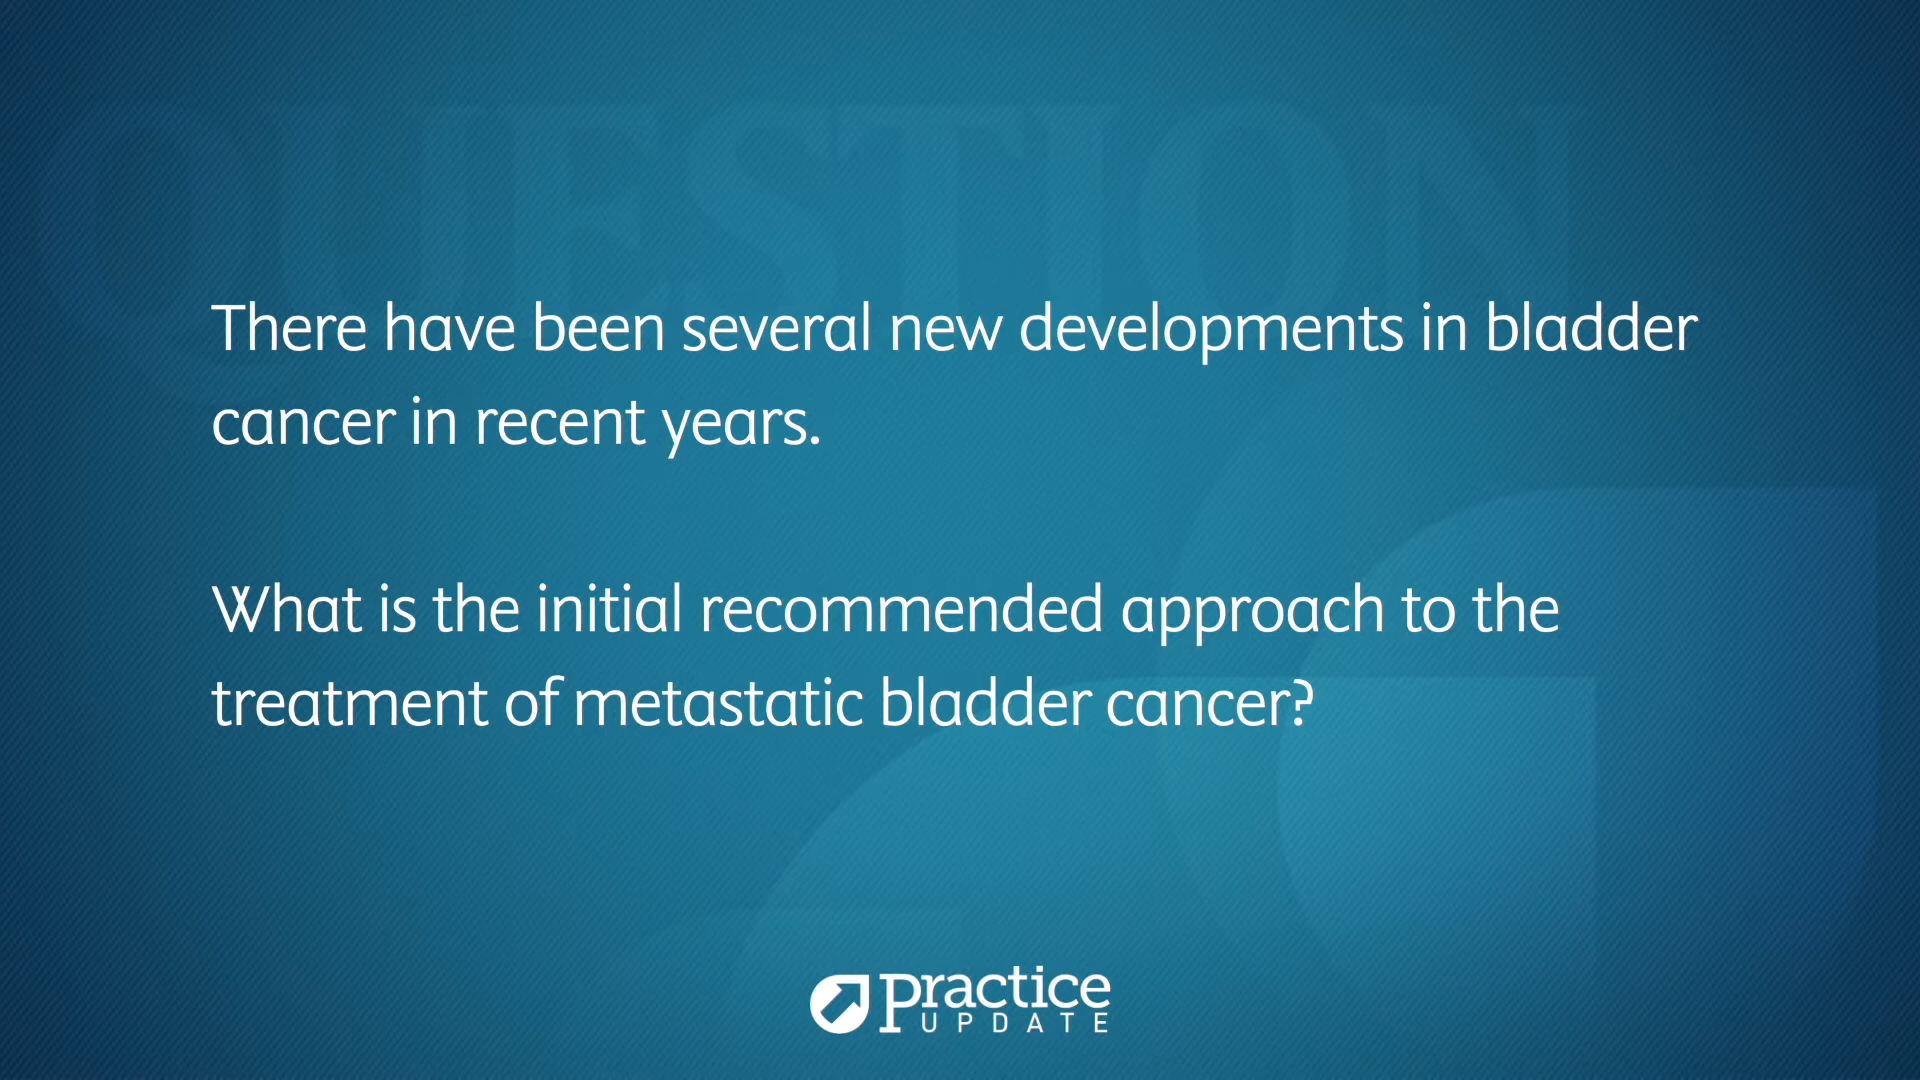 QUESTION
There have been several new developments in bladder
cancer in recent years.
What is the initial recommended approach to the
treatment of metastatic bladder cancer?
Practice
UPDATE